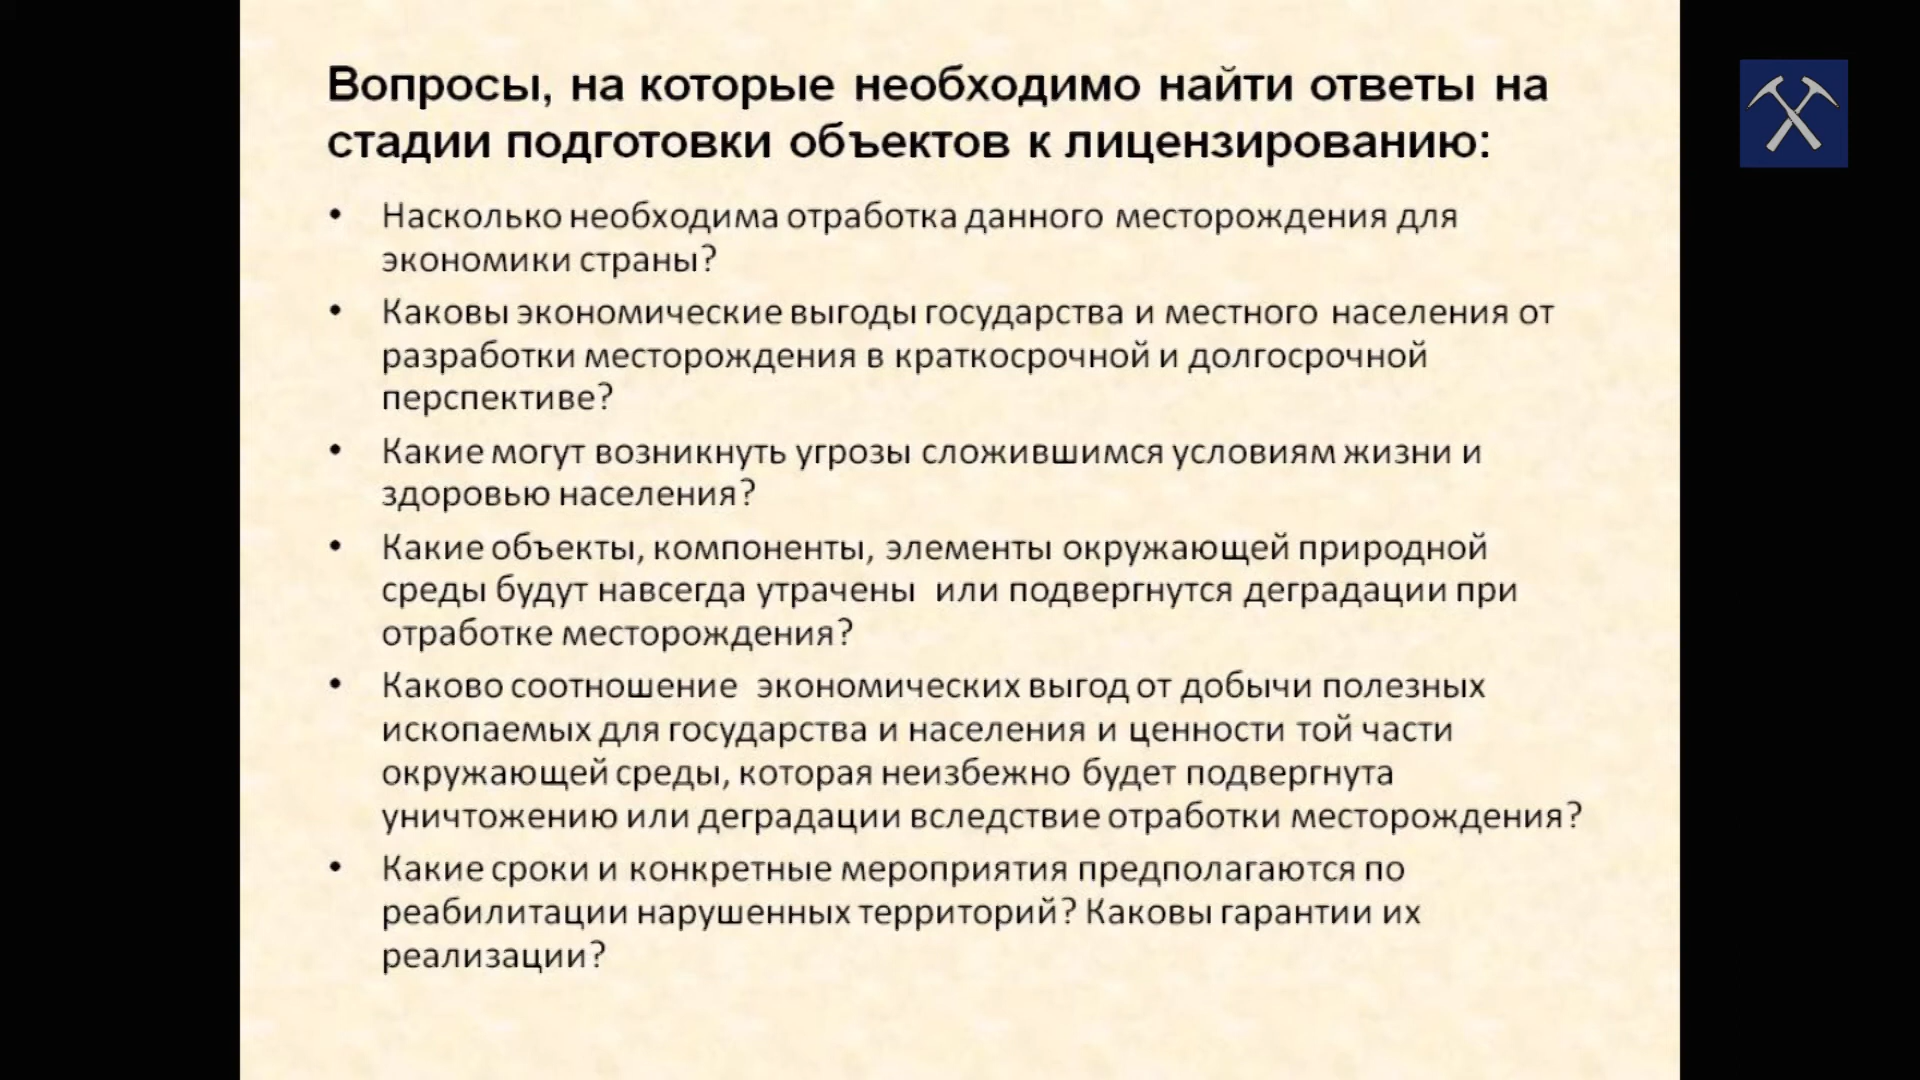 Вопросы, на которые необходимо найти ответы на
стадии подготовки объектов к лицензированию:
• Насколько необходима отработка данного месторождения для
экономики страны?
• Каковы экономические выгоды государства и местного населения от
разработки месторождения в краткосрочной и долгосрочной
перспективе?
• Какие могут возникнуть угрозы сложившимся условиям жизни и
здоровью населения?
• Какие объекты, компоненты, элементы окружающей природной
среды будут навсегда утрачены или подвергнутся деградации при
отработке месторождения?
• Каково соотношение экономических выгод от добычи полезных
ископаемых для государства и населения и ценности той части
окружающей среды, которая неизбежно будет подвергнута
уничтожению или деградации вследствие отработки месторождения?
• Какие сроки и конкретные мероприятия предполагаются по
реабилитации нарушенных территорий? Каковы гарантии их
реализации?